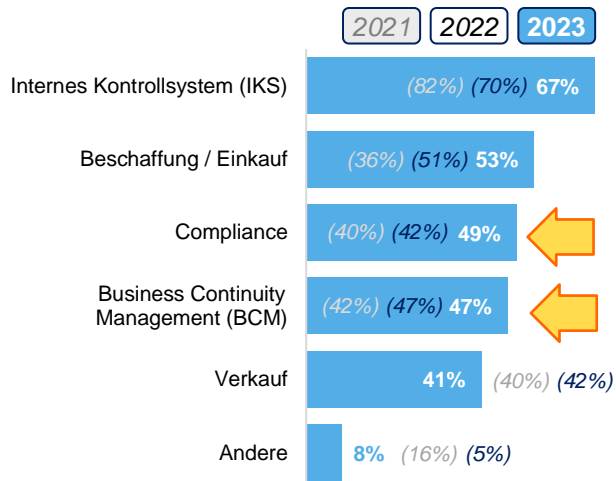 2021 2022 2023
Internes Kontrollsystem (IKS) (82%) (70%) 67%
Beschaffung / Einkauf (36%) (51%) 53%
Compliance (40%) (42%) 49%
Business Continuity
Management (BCM) (42%) (47%) 47%
Verkauf 41% (40%) (42%)
Andere 8% (16%) (5%)